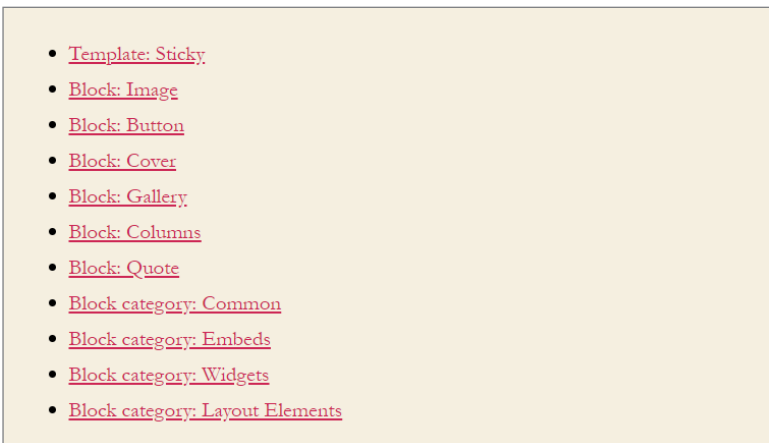 Template: Sticky
Block: Image
Block: Button
Block: Cover
Block: Gallery
Block: Columns
Block: Quote
Block category: Common
Block category: Embeds
Block category: Widgets
Block category: Layout Elements